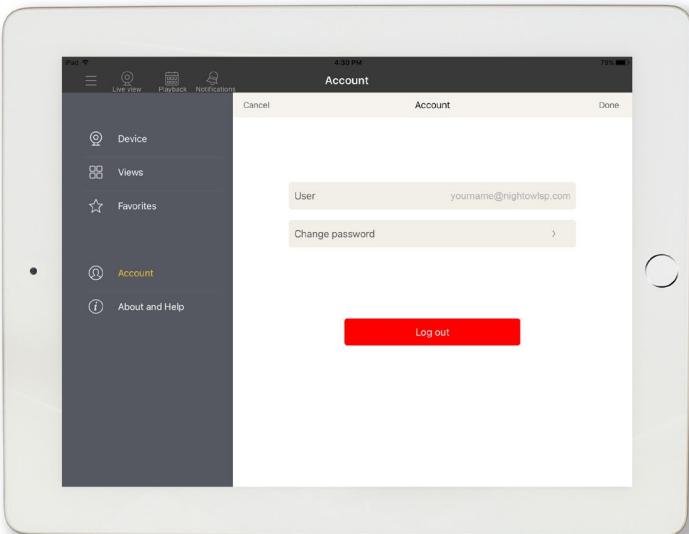 iPad 4:30 PM 79%
Live view Playback Notifications Account
Cancel Account Done
Device
Views
Favorites
Account
About and Help
User yourname@nightowlsp.com
Change password >
Log out